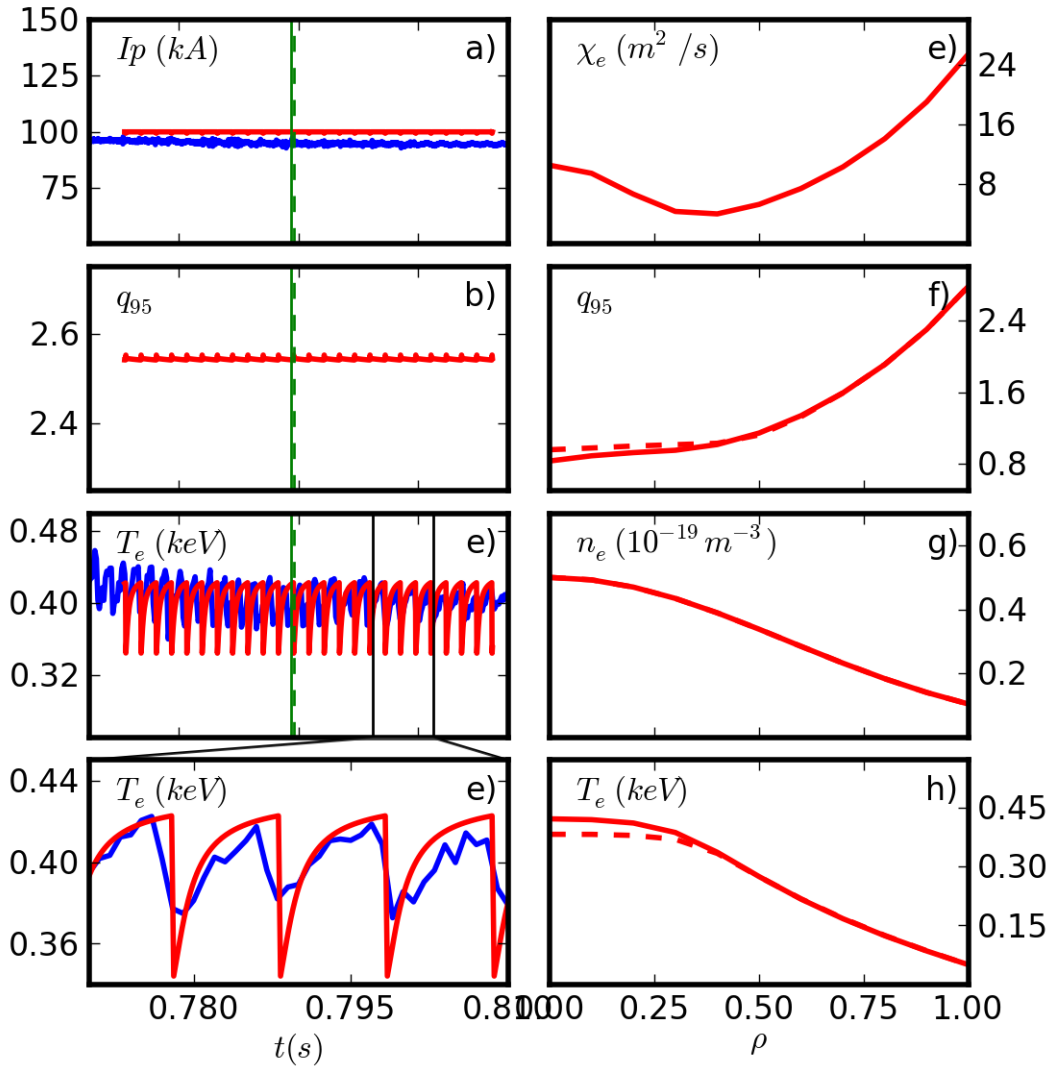 150
125
100
75
Ip (kA)
a)
χₑ (m² /s)
e)
24
16
8
2.6
2.4
q₉₅
b)
q₉₅
f)
2.4
1.6
0.8
0.48
0.40
0.32
Tₑ (keV)
e)
nₑ (10⁻¹⁹ m⁻³)
g)
0.6
0.4
0.2
0.44
0.40
0.36
Tₑ (keV)
e)
Tₑ (keV)
h)
0.45
0.30
0.15
0.780 0.795 0.810
t(s)
0.00 0.25 0.50 0.75 1.00
ρ